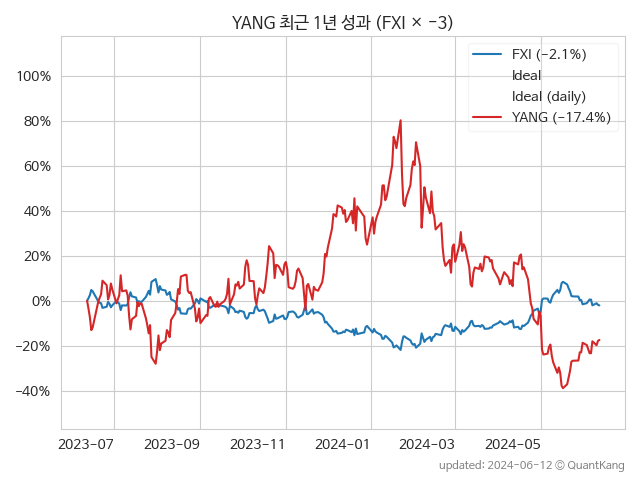 YANG 최근 1년 성과 (FXI × −3)
FXI (−2.1%)
Ideal
Ideal (daily)
YANG (−17.4%)
100%
80%
60%
40%
20%
0%
−20%
−40%
2023−07
2023−09
2023−11
2024−01
2024−03
2024−05
updated: 2024−06−12 © QuantKang